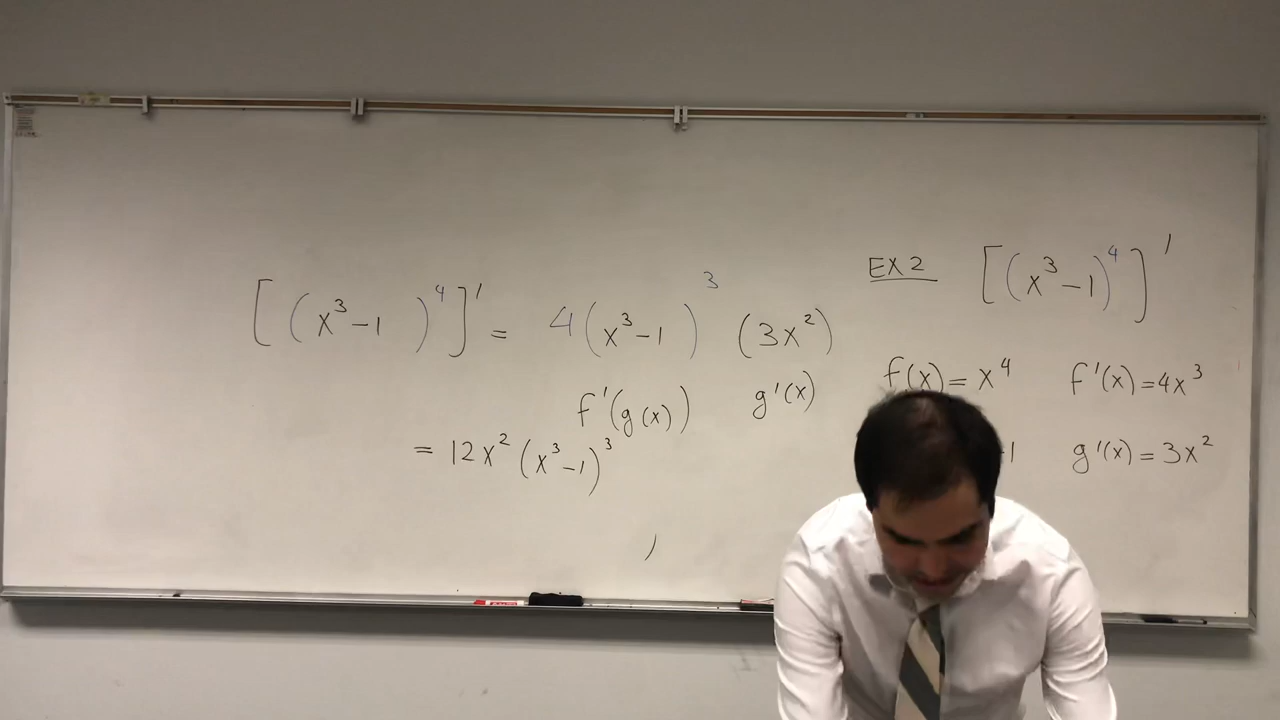 [(x³-1)⁴]' = 4(x³-1)³ (3x²)
f'(g(x)) g'(x)
= 12x² (x³-1)³
EX 2 [(x³-1)⁴]'
f(x) = x⁴ f'(x) = 4x³
-1 g'(x) = 3x²